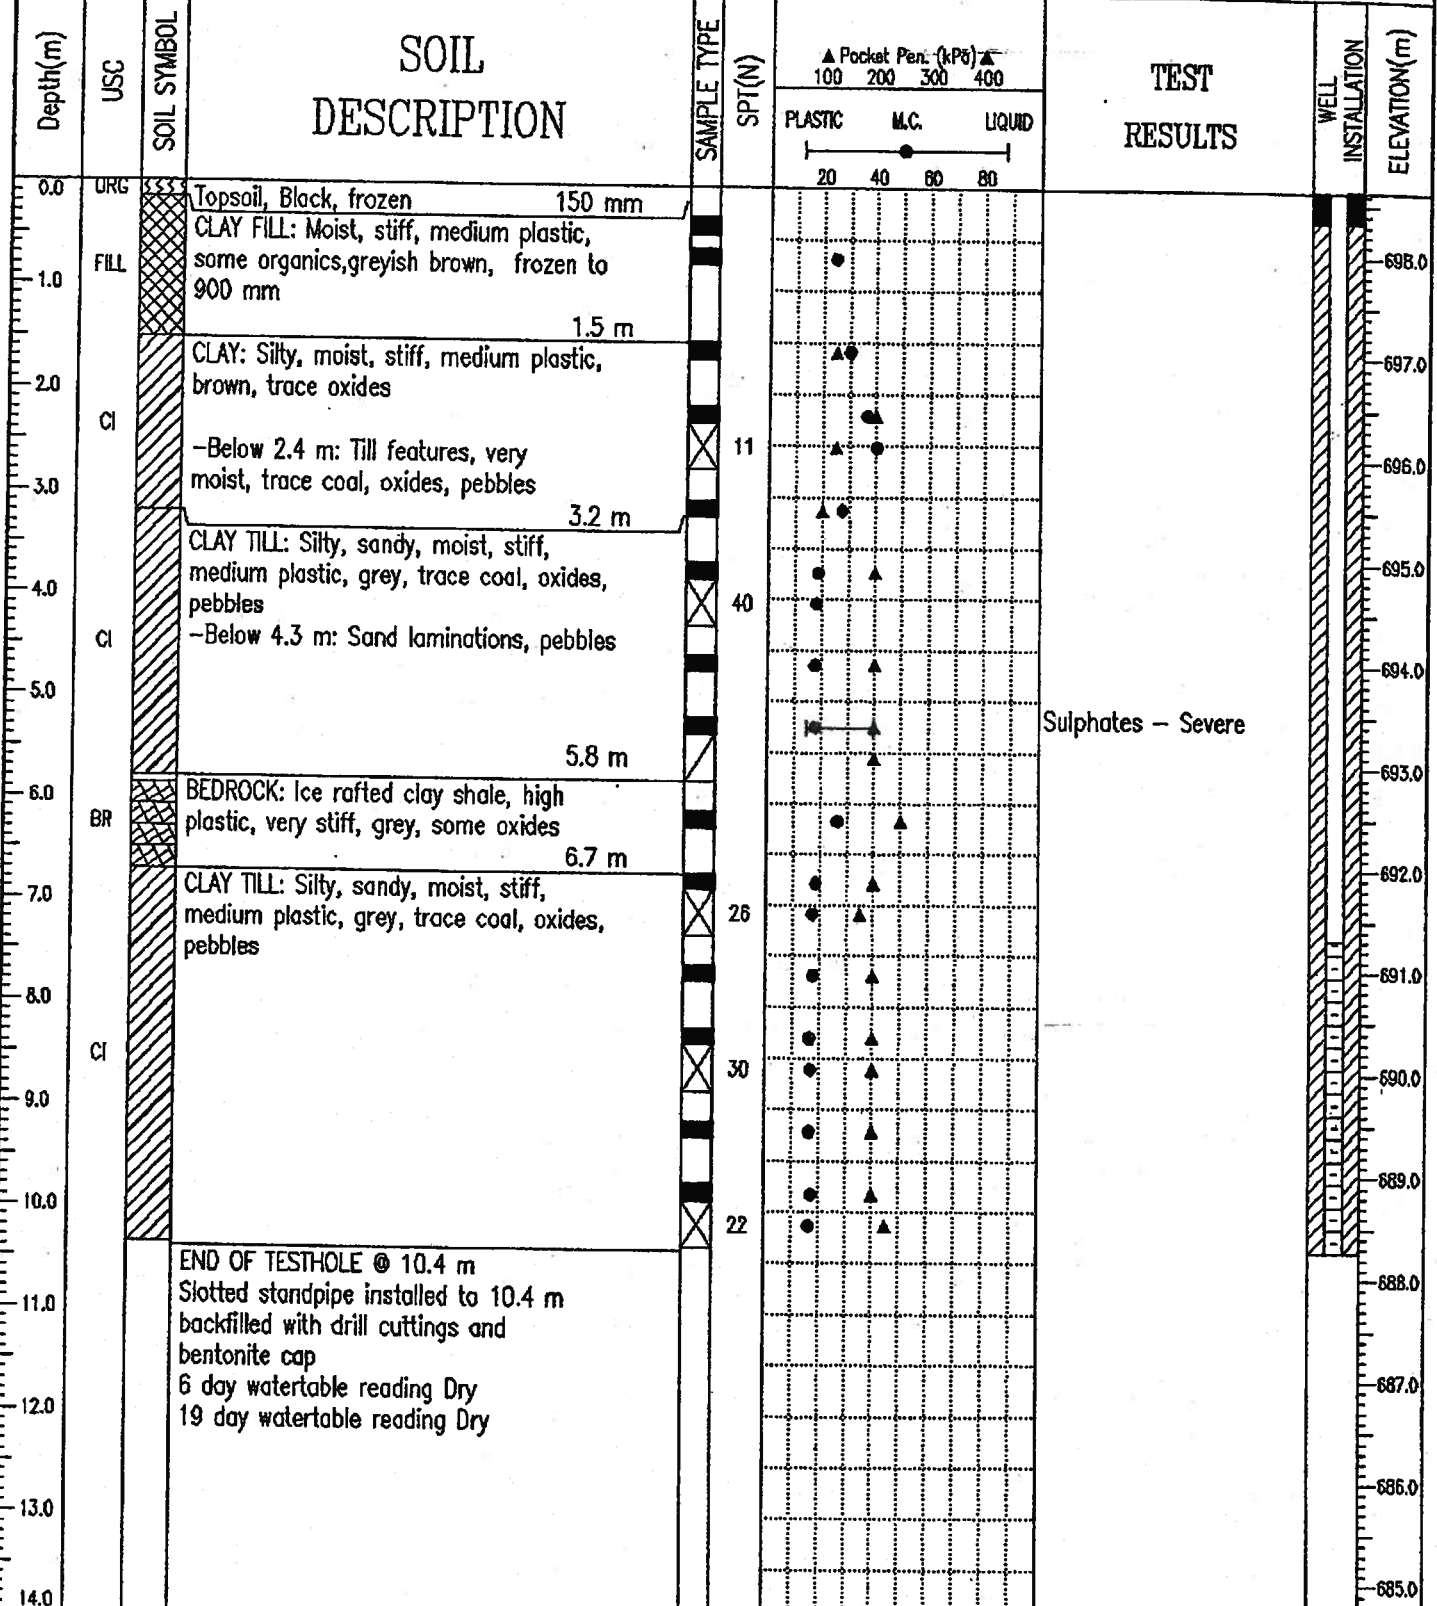 Depth(m)
USC
SOIL SYMBOL
SOIL
DESCRIPTION
SAMPLE TYPE
SPT(N)
▲ Pocket Pen. (kPa) ▲
100 200 300 400
PLASTIC M.C. LIQUID
20 40 60 80
TEST
RESULTS
WELL
INSTALLATION
ELEVATION(m)
0.0
ORG
Topsoil, Black, frozen 150 mm
CLAY FILL: Moist, stiff, medium plastic,
some organics,greyish brown, frozen to
900 mm
1.5 m
FILL
1.0
698.0
CLAY: Silty, moist, stiff, medium plastic,
brown, trace oxides
2.0
697.0
CI
-Below 2.4 m: Till features, very
moist, trace coal, oxides, pebbles
3.2 m
11
3.0
696.0
CLAY TILL: Silty, sandy, moist, stiff,
medium plastic, grey, trace coal, oxides,
pebbles
-Below 4.3 m: Sand laminations, pebbles
5.8 m
4.0
40
695.0
CI
694.0
5.0
Sulphates - Severe
693.0
6.0
BEDROCK: Ice rafted clay shale, high
plastic, very stiff, grey, some oxides
6.7 m
BR
692.0
7.0
CLAY TILL: Silty, sandy, moist, stiff,
medium plastic, grey, trace coal, oxides,
pebbles
26
691.0
8.0
CI
30
690.0
9.0
689.0
10.0
22
END OF TESTHOLE @ 10.4 m
Slotted standpipe installed to 10.4 m
backfilled with drill cuttings and
bentonite cap
6 day watertable reading Dry
19 day watertable reading Dry
688.0
11.0
687.0
12.0
686.0
13.0
685.0
14.0